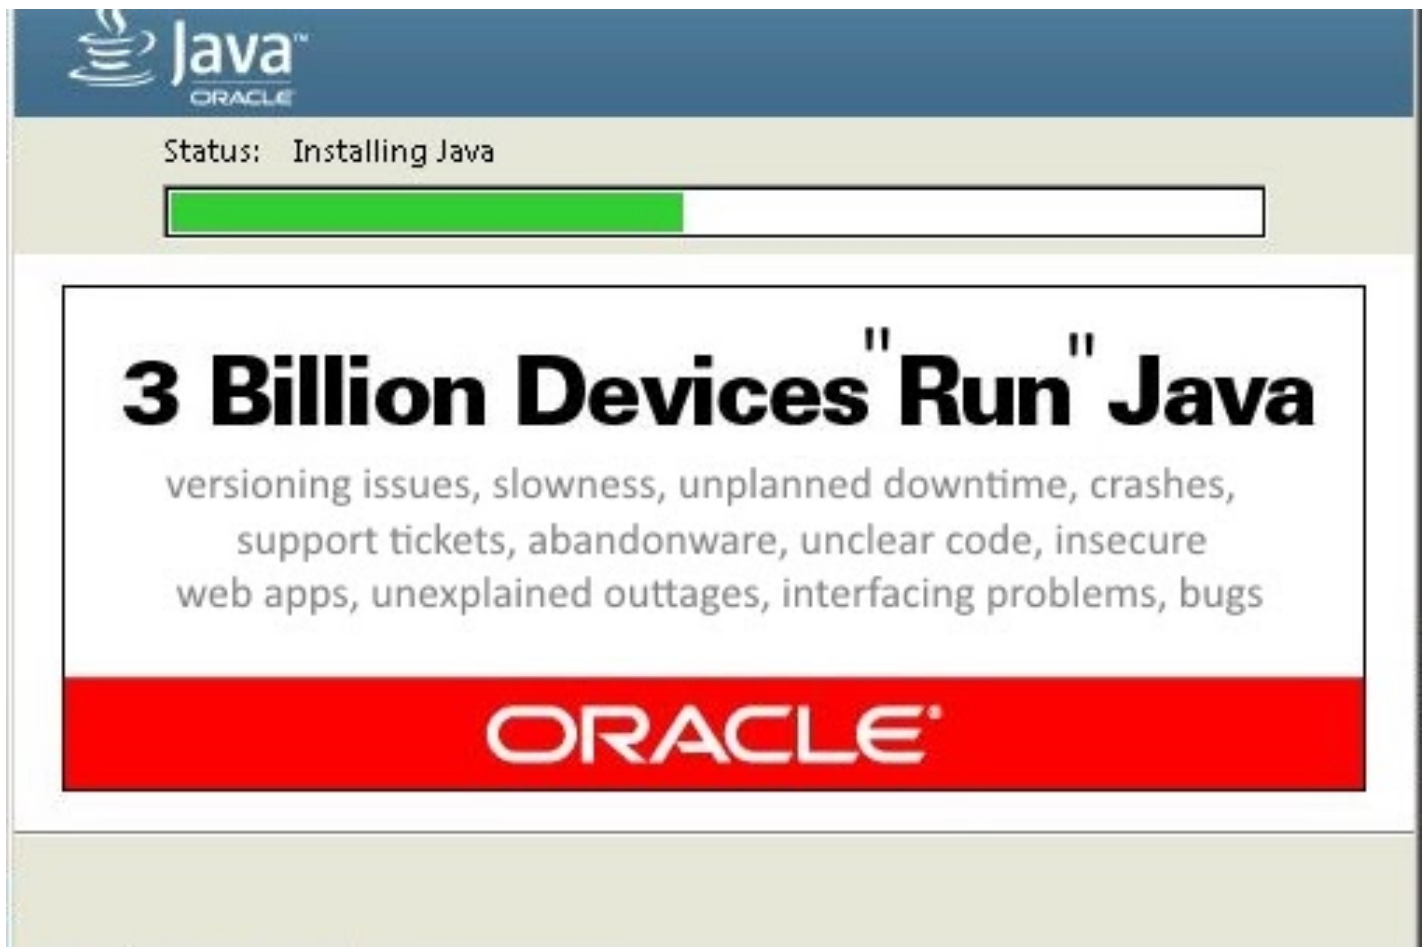 Java™
ORACLE
Status: Installing Java
3 Billion Devices "Run" Java
versioning issues, slowness, unplanned downtime, crashes,
support tickets, abandonware, unclear code, insecure
web apps, unexplained outtages, interfacing problems, bugs
ORACLE®